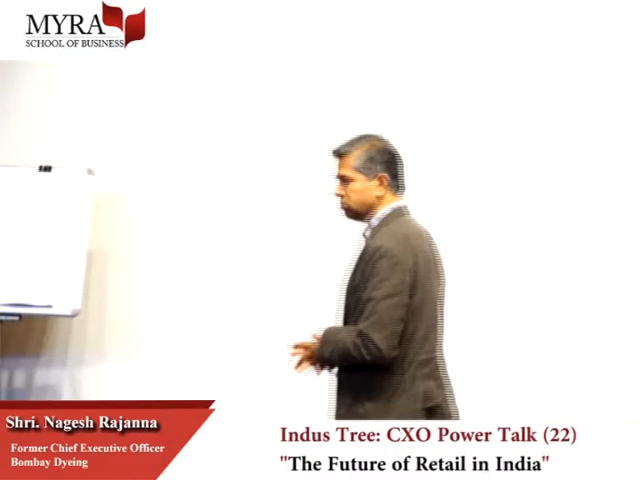 MYRA
SCHOOL OF BUSINESS
Shri. Nagesh Rajanna
Former Chief Executive Officer
Bombay Dyeing
Indus Tree: CXO Power Talk (22)
"The Future of Retail in India"